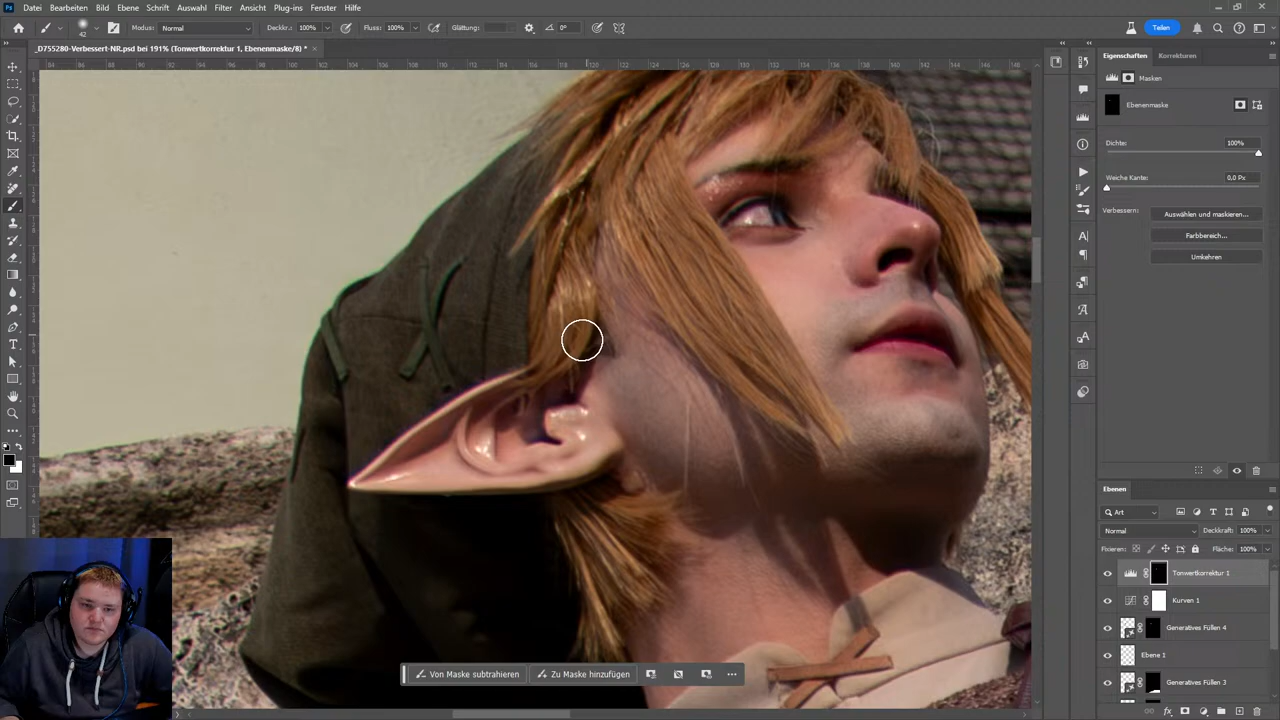 Datei Bearbeiten Bild Ebene Schrift Auswahl Filter Ansicht Plug-ins Fenster Hilfe
42 Modus: Normal Deckkr.: 100% Fluss: 100% Glättung: 0° Teilen
_D755280-Verbessert-NR.psd bei 191% (Tonwertkorrektur 1, Ebenenmaske/8) *
Eigenschaften Korrekturen
Masken
Ebenenmaske
Dichte: 100%
Weiche Kante: 0,0 Px
Verbessern: Auswählen und maskieren...
Farbbereich...
Umkehren
Ebenen
Art
Normal Deckkraft: 100%
Fixieren: Fläche: 100%
Tonwertkorrektur 1
Kurven 1
Generatives Füllen 4
Ebene 1
Generatives Füllen 3
Von Maske subtrahieren Zu Maske hinzufügen